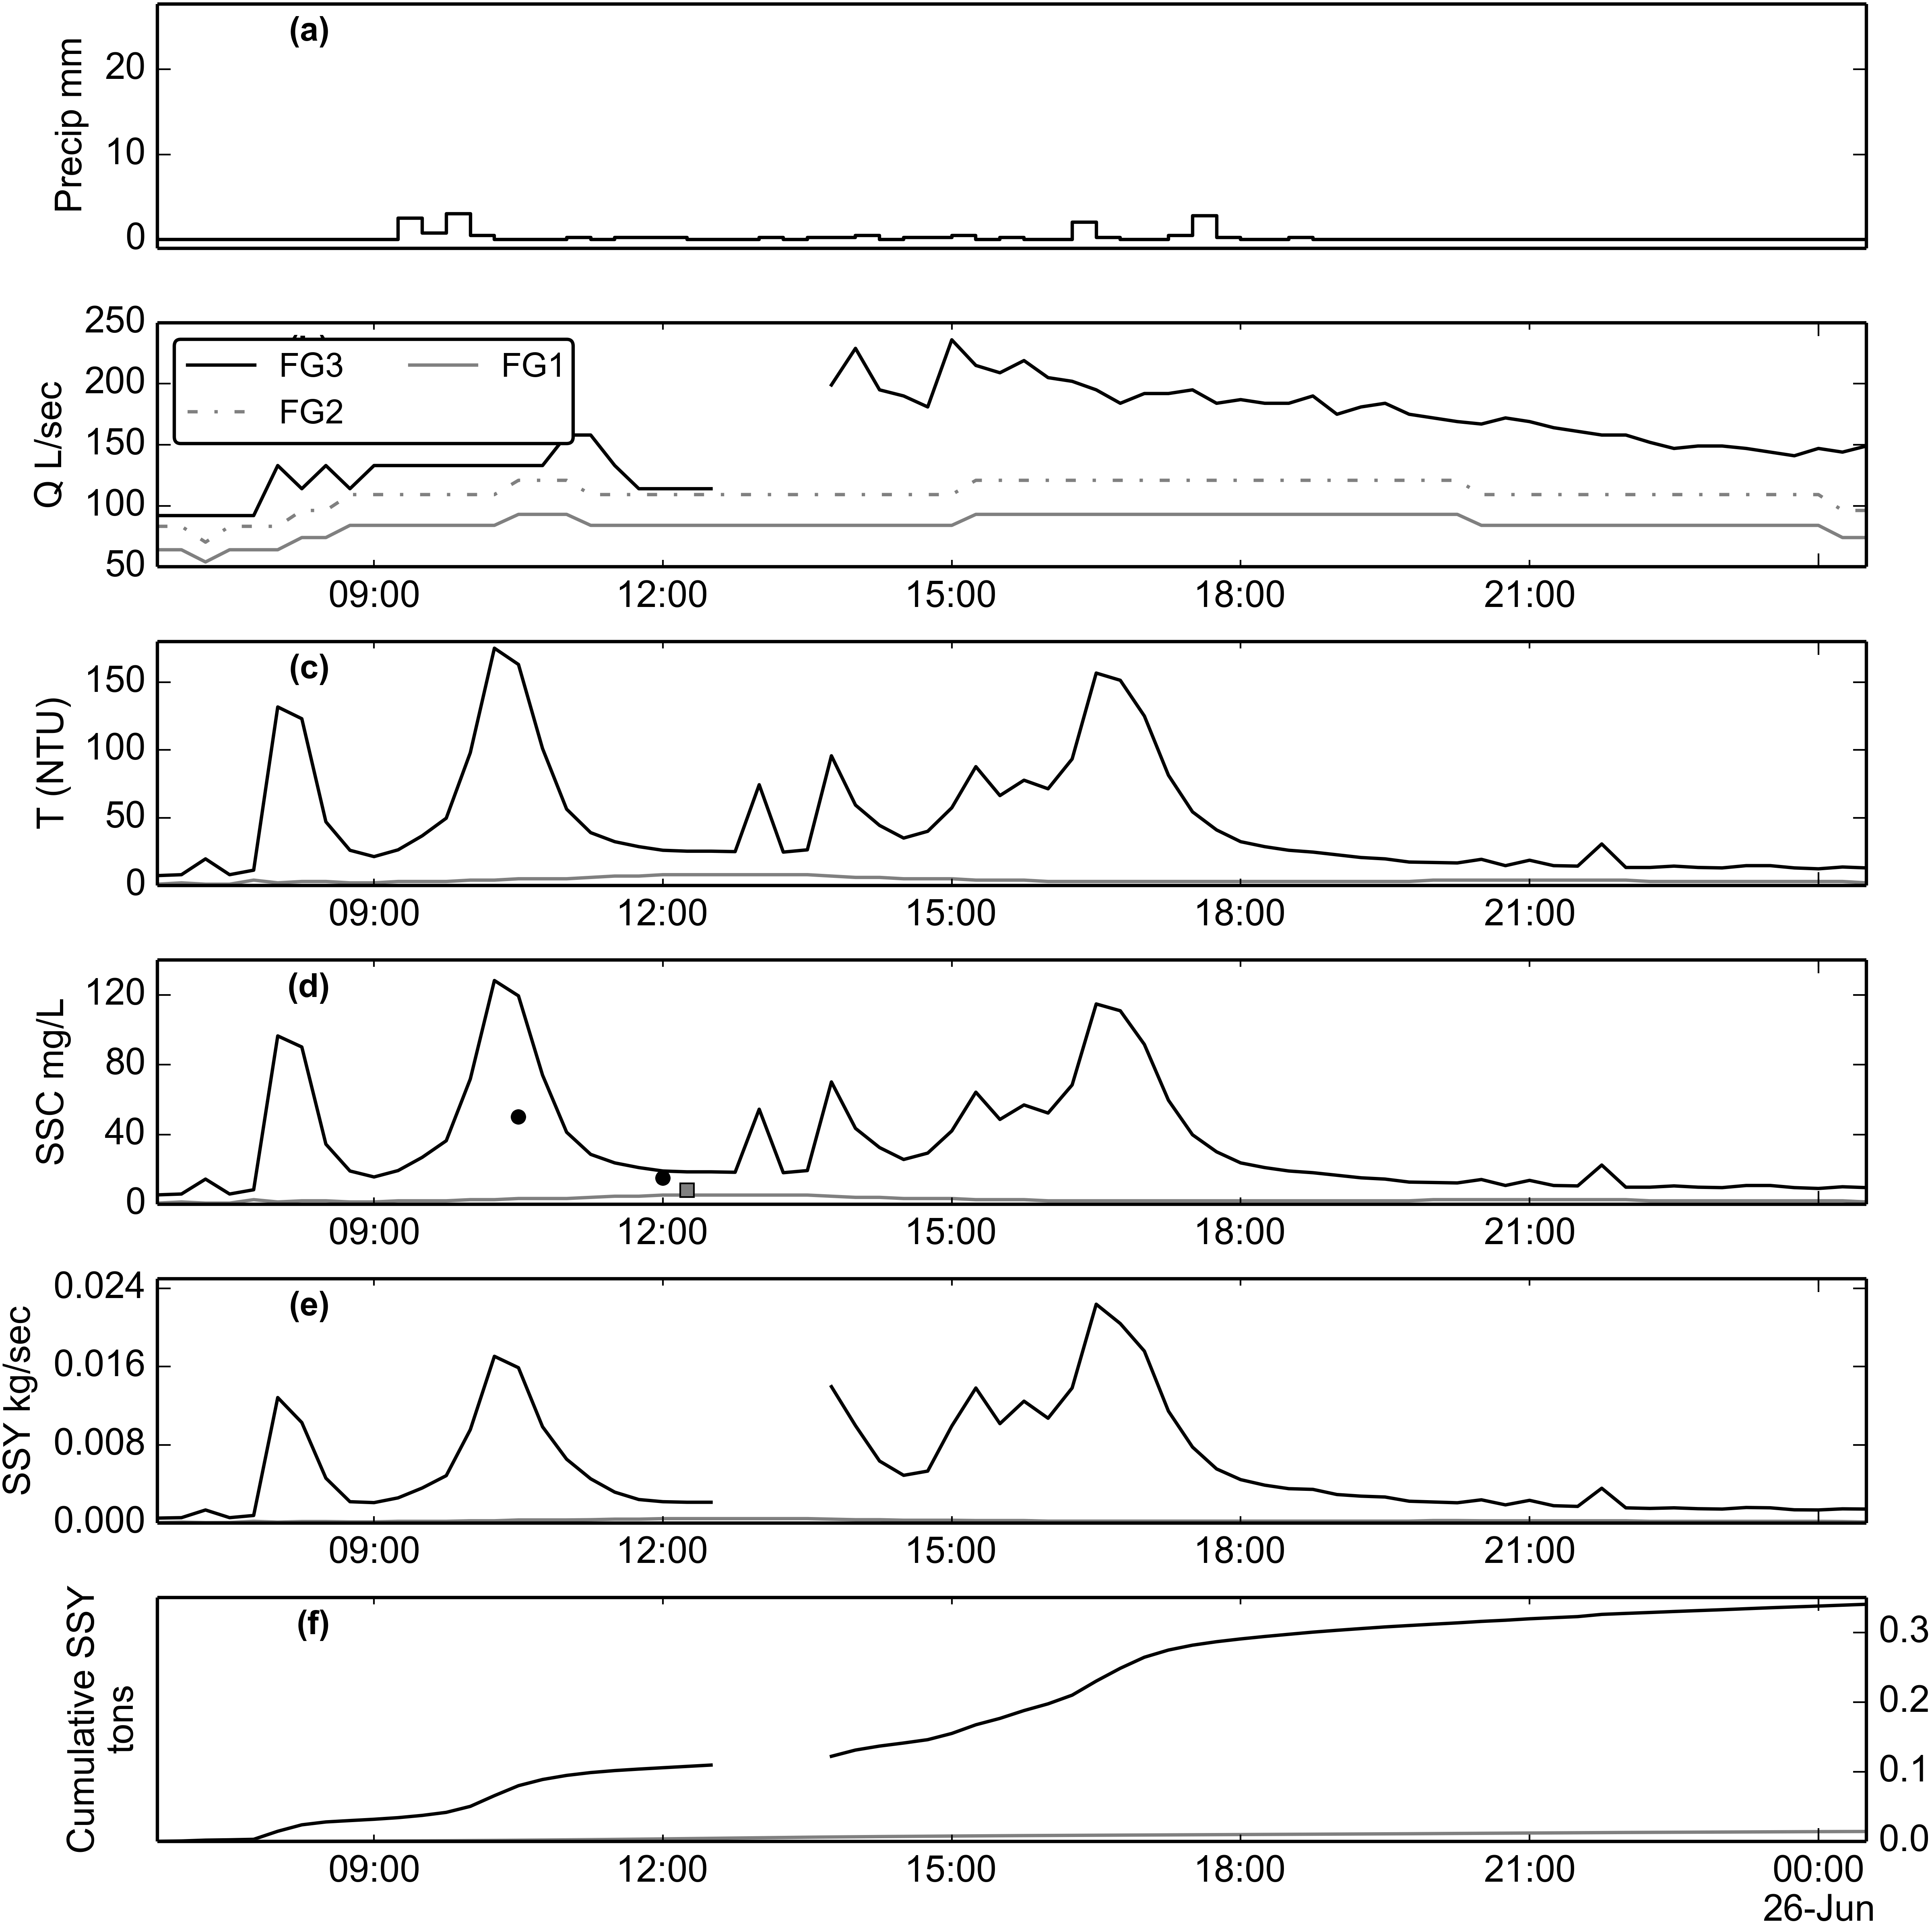 (a)
Precip mm
20
10
0
Q L/sec
250
200
150
100
50
FG3 FG1
FG2
09:00 12:00 15:00 18:00 21:00
(c)
T (NTU)
150
100
50
0
09:00 12:00 15:00 18:00 21:00
(d)
SSC mg/L
120
80
40
0
09:00 12:00 15:00 18:00 21:00
(e)
SSY kg/sec
0.024
0.016
0.008
0.000
09:00 12:00 15:00 18:00 21:00
(f)
Cumulative SSY
tons
0.3
0.2
0.1
0.0
09:00 12:00 15:00 18:00 21:00 00:00
26-Jun